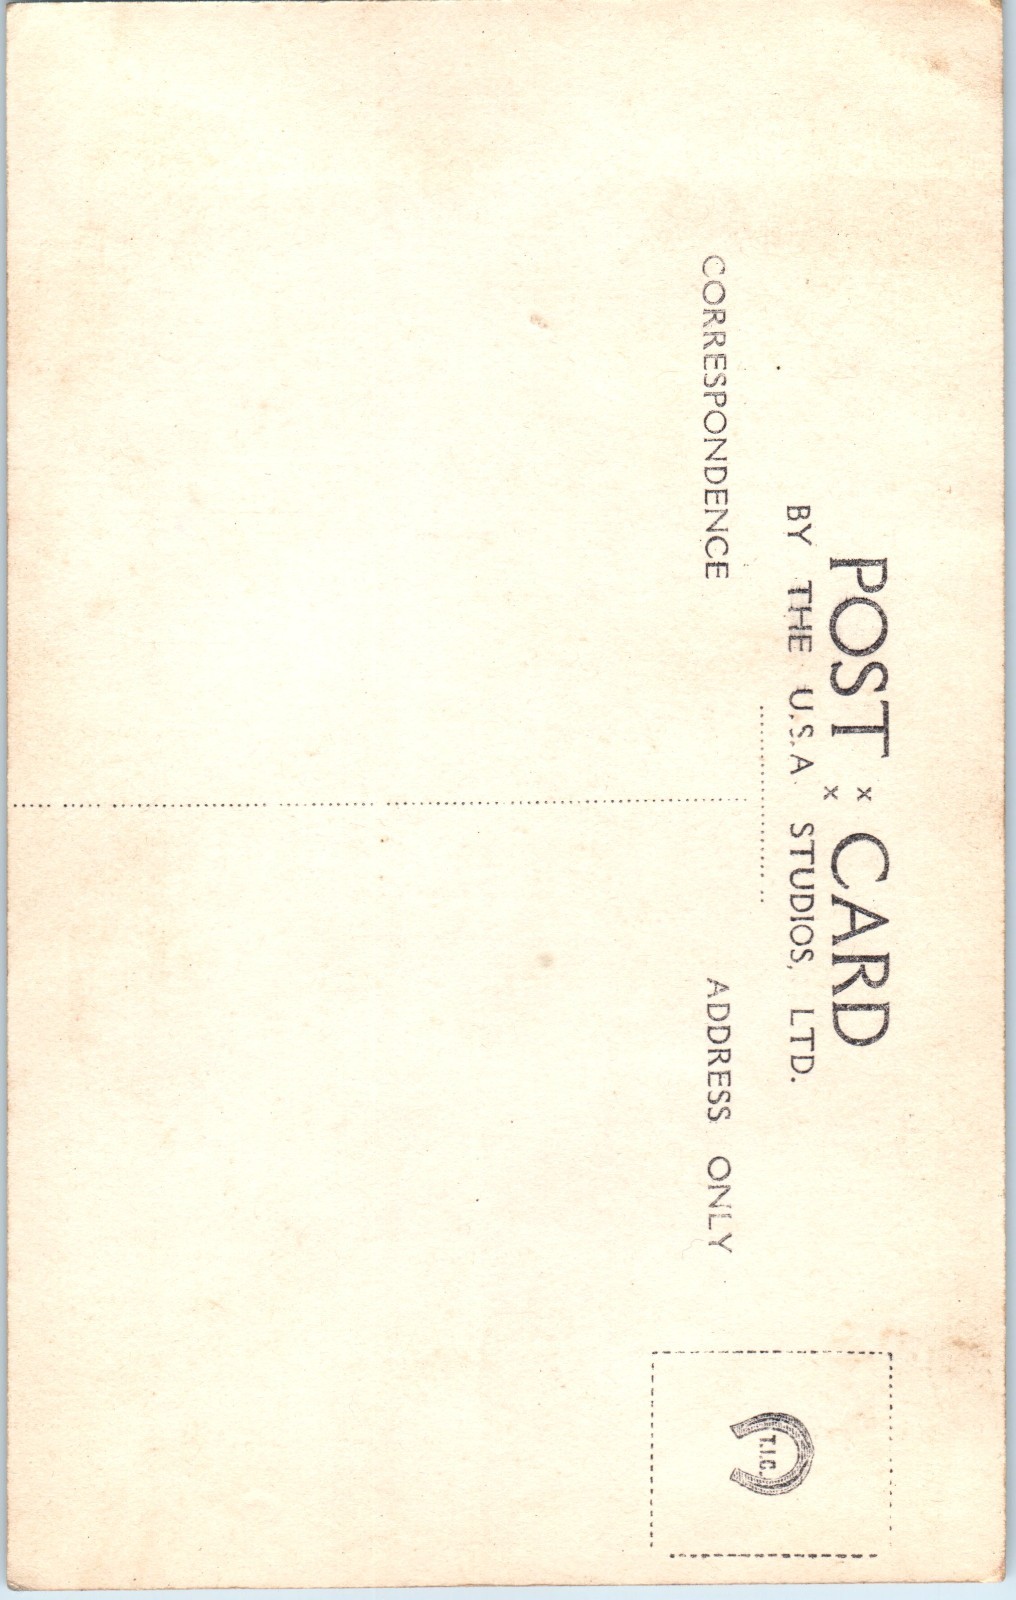 POST x x CARD
BY THE U.S.A. STUDIOS, LTD.
CORRESPONDENCE
ADDRESS ONLY
T.I.C.